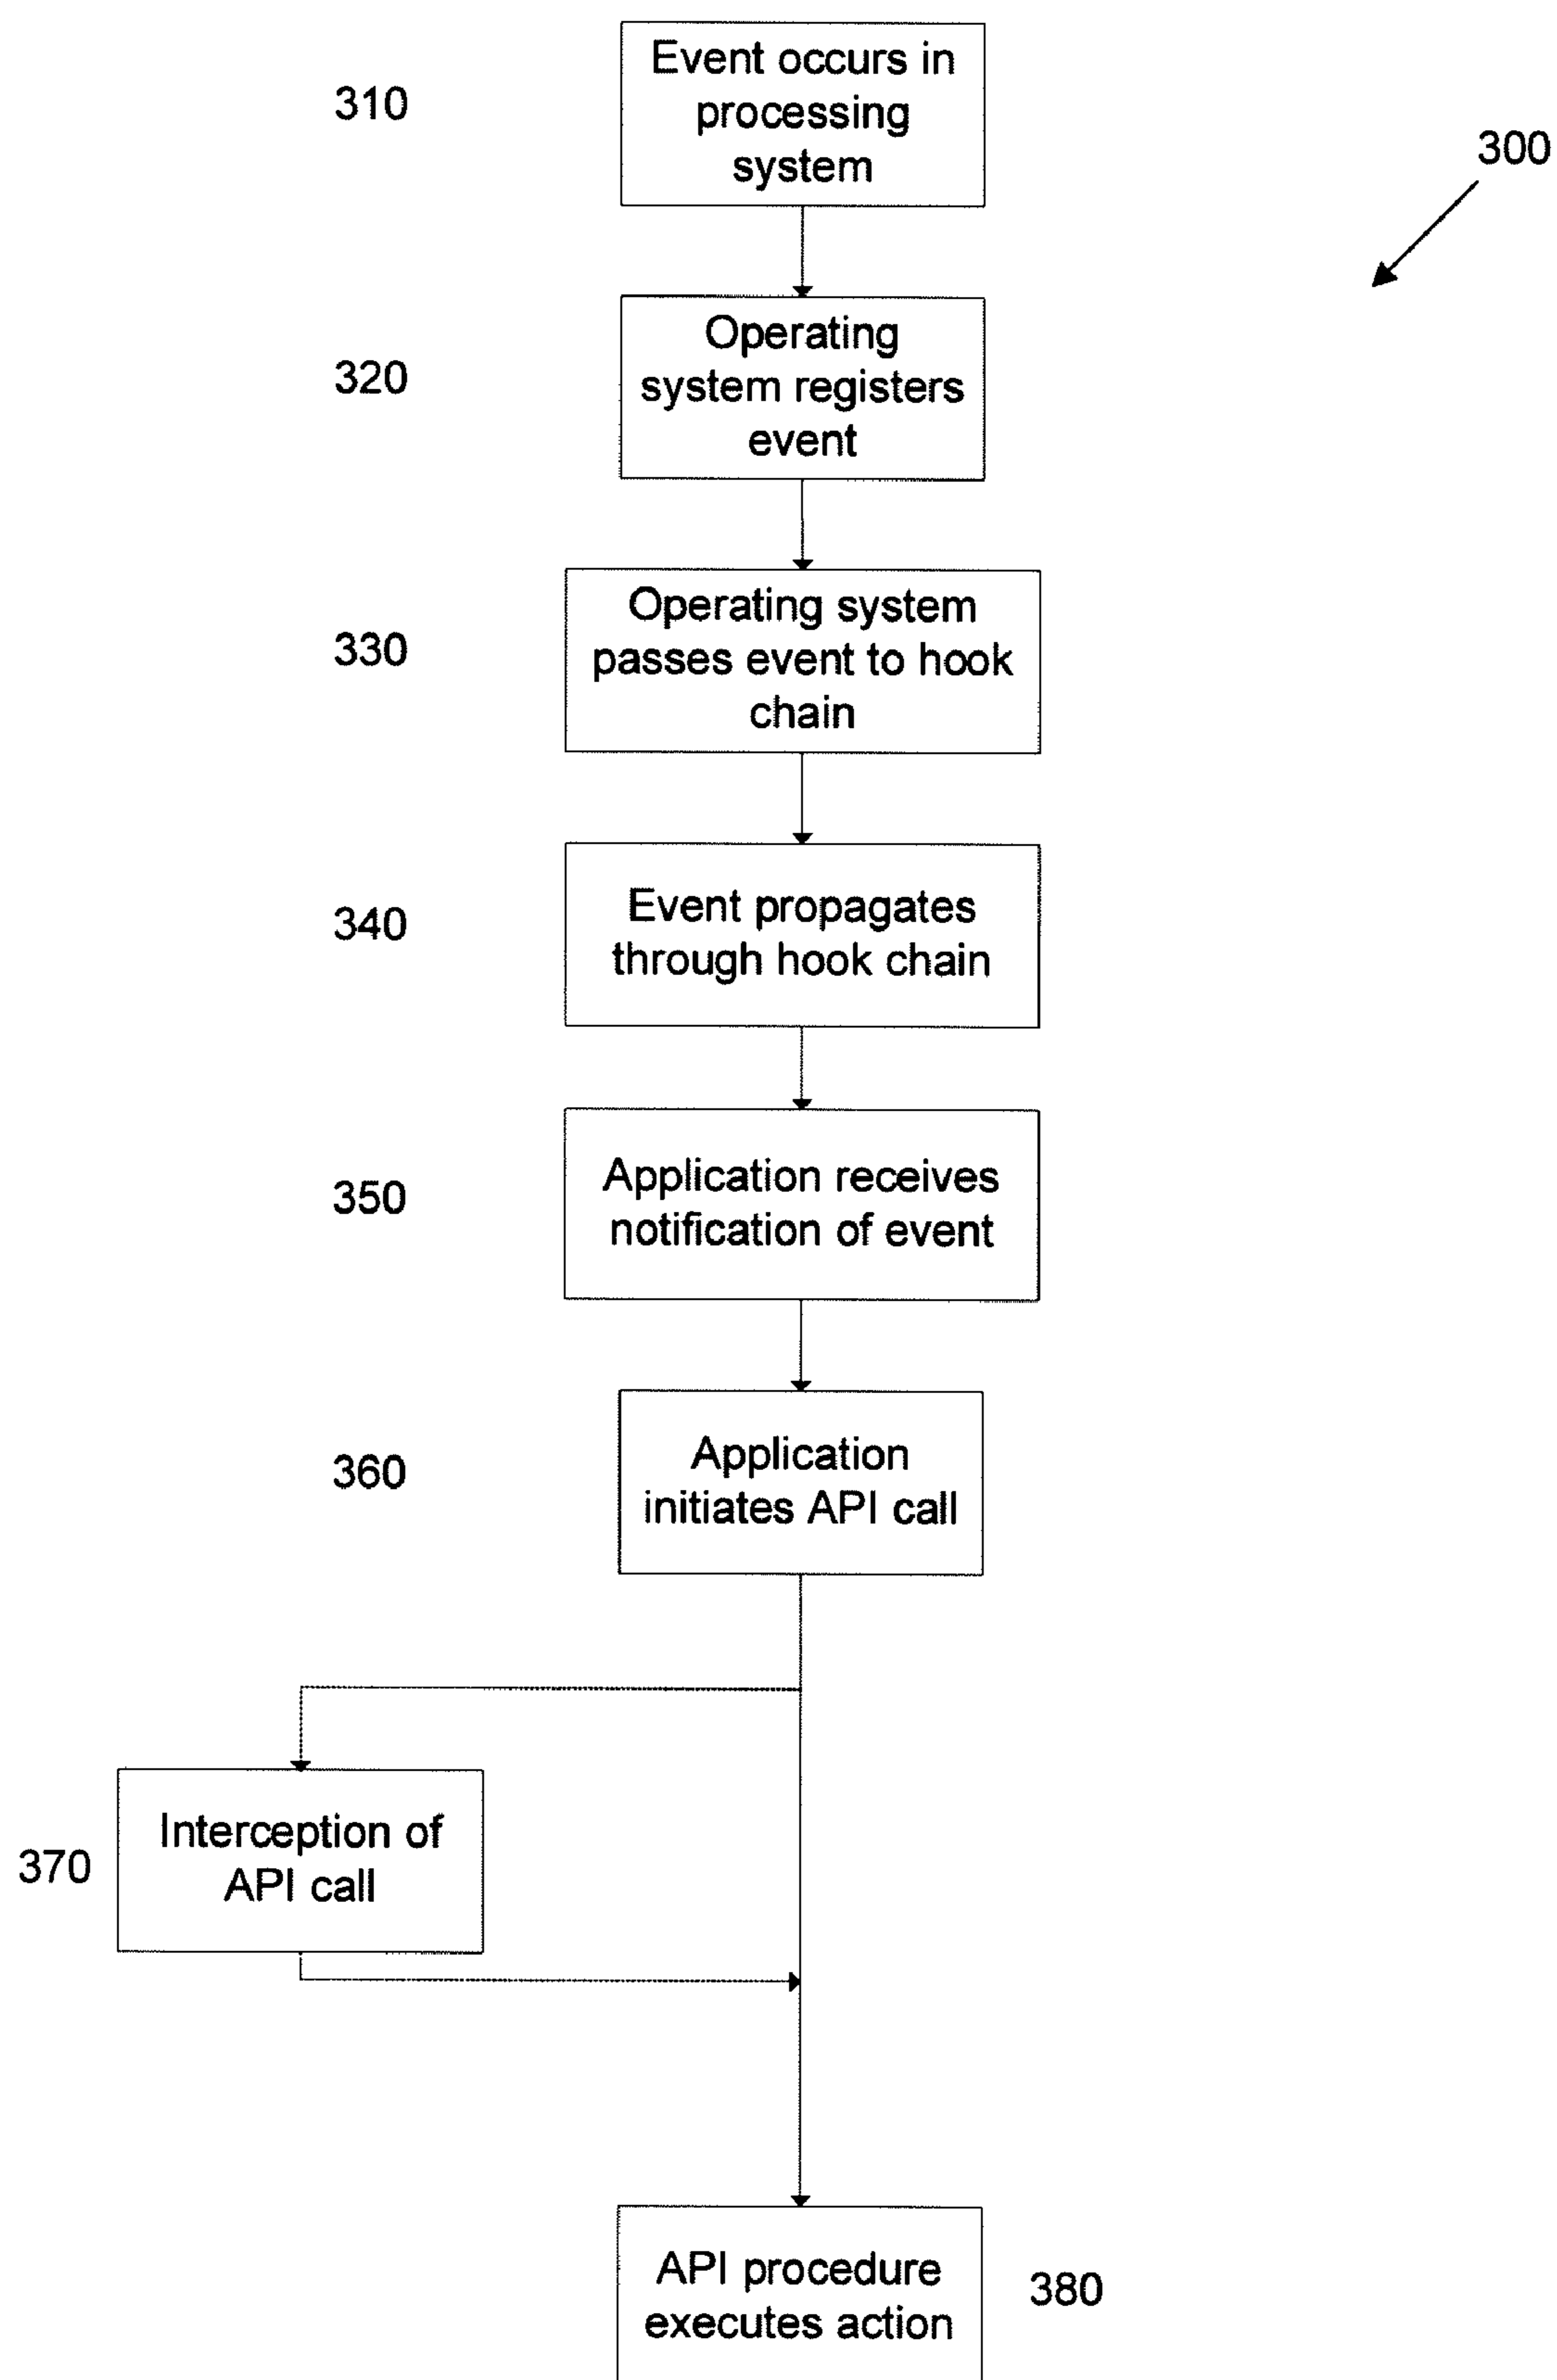 310
Event occurs in
processing
system
300
320
Operating
system registers
event
330
Operating system
passes event to hook
chain
340
Event propagates
through hook chain
350
Application receives
notification of event
360
Application
initiates API call
370
Interception of
API call
API procedure
executes action
380